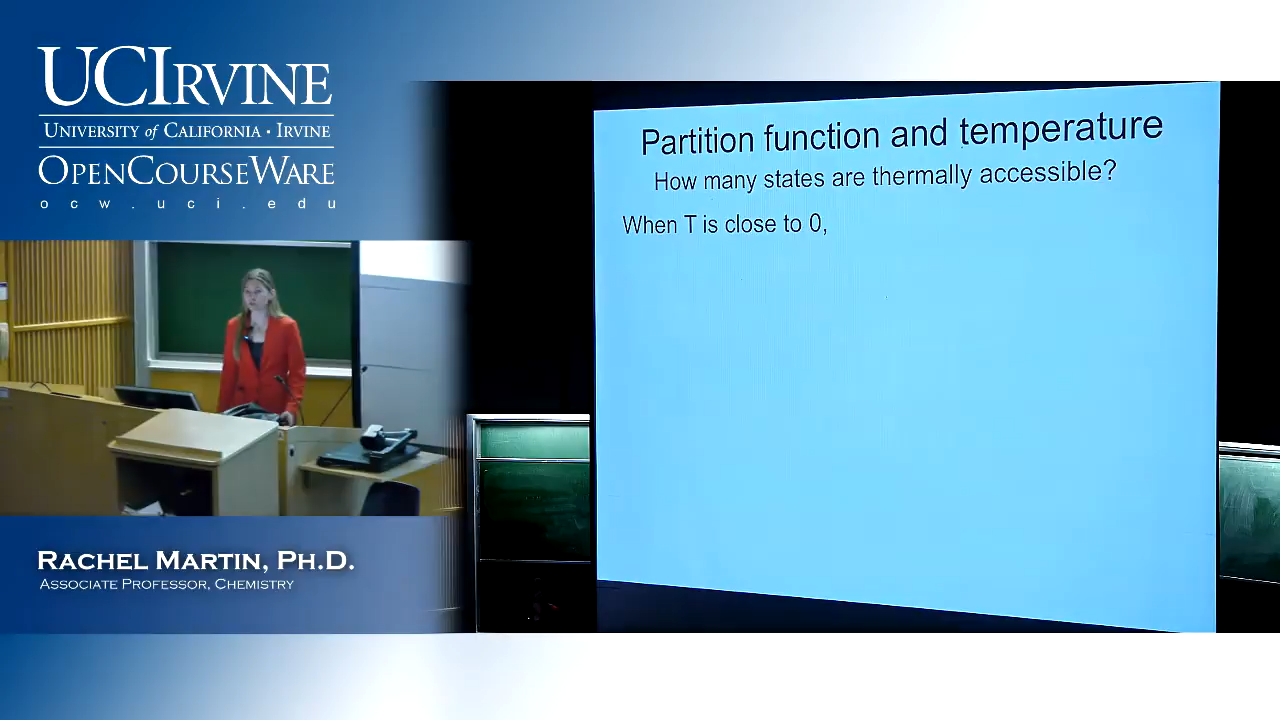 UCIRVINE
UNIVERSITY of CALIFORNIA · IRVINE
OPENCOURSEWARE
ocw.uci.edu
RACHEL MARTIN, PH.D.
ASSOCIATE PROFESSOR, CHEMISTRY
Partition function and temperature
How many states are thermally accessible?
When T is close to 0,